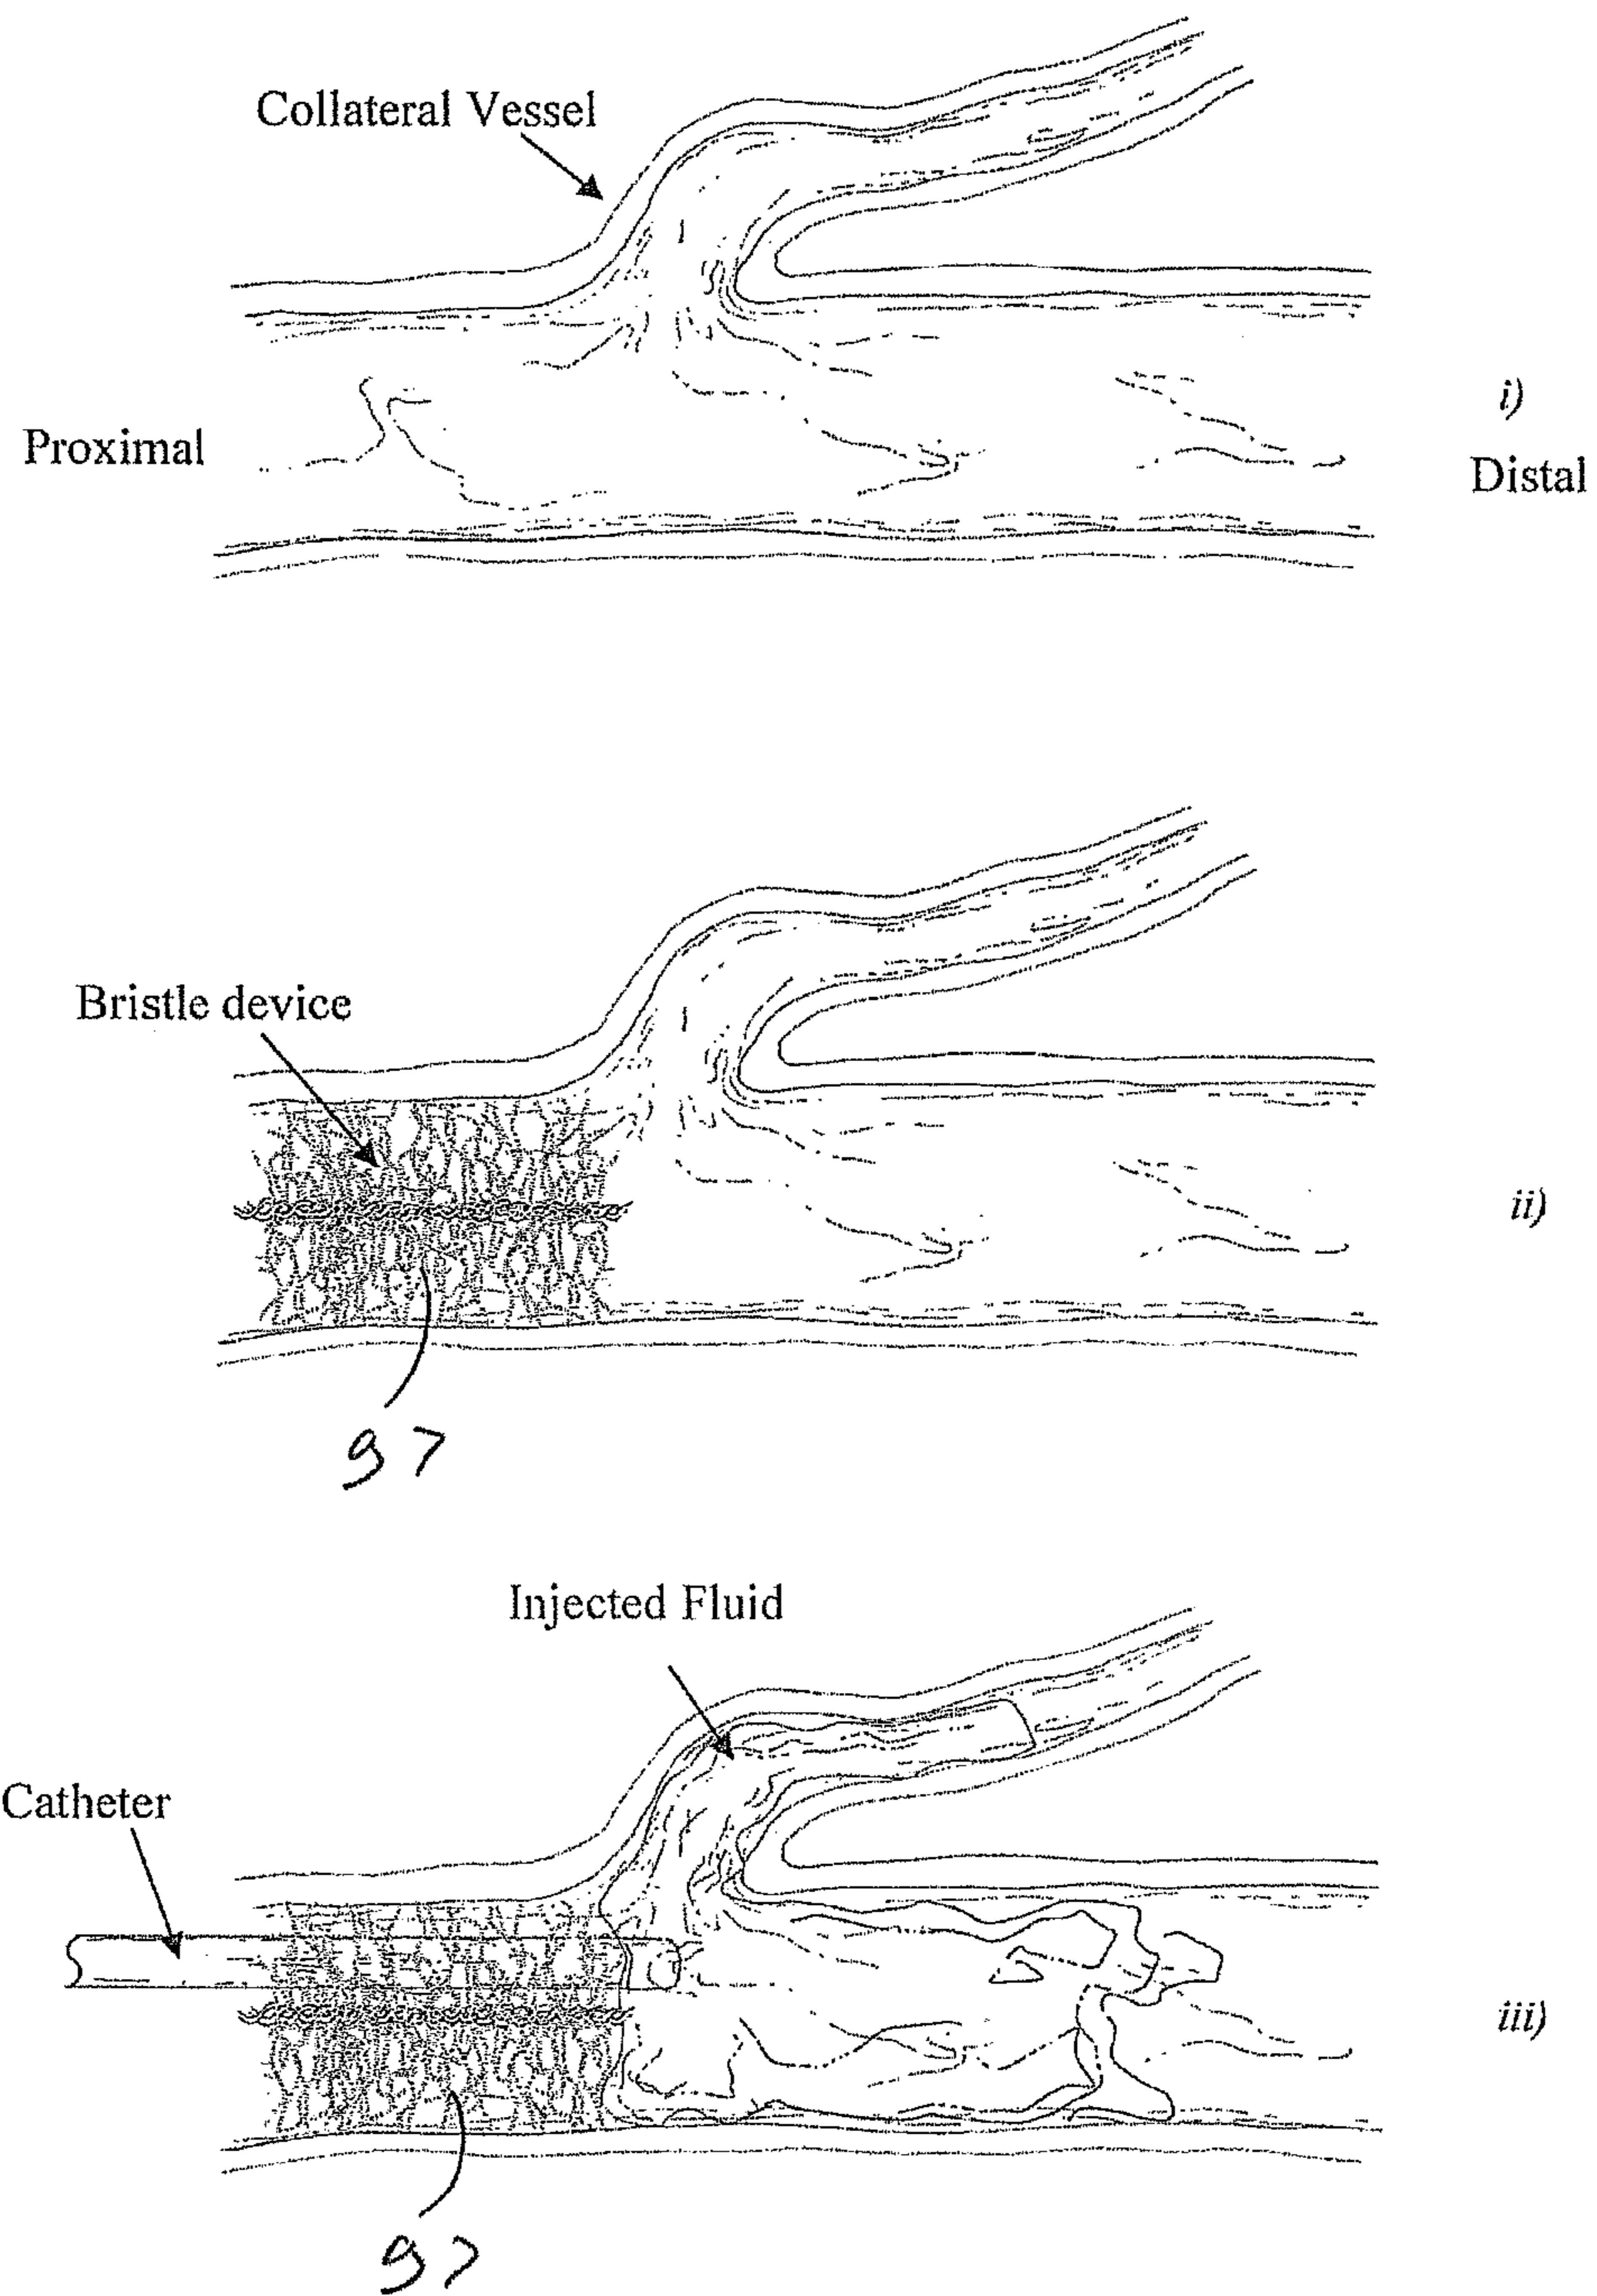 Collateral Vessel
i)
Proximal
Distal
Bristle device
ii)
97
Injected Fluid
Catheter
iii)
97